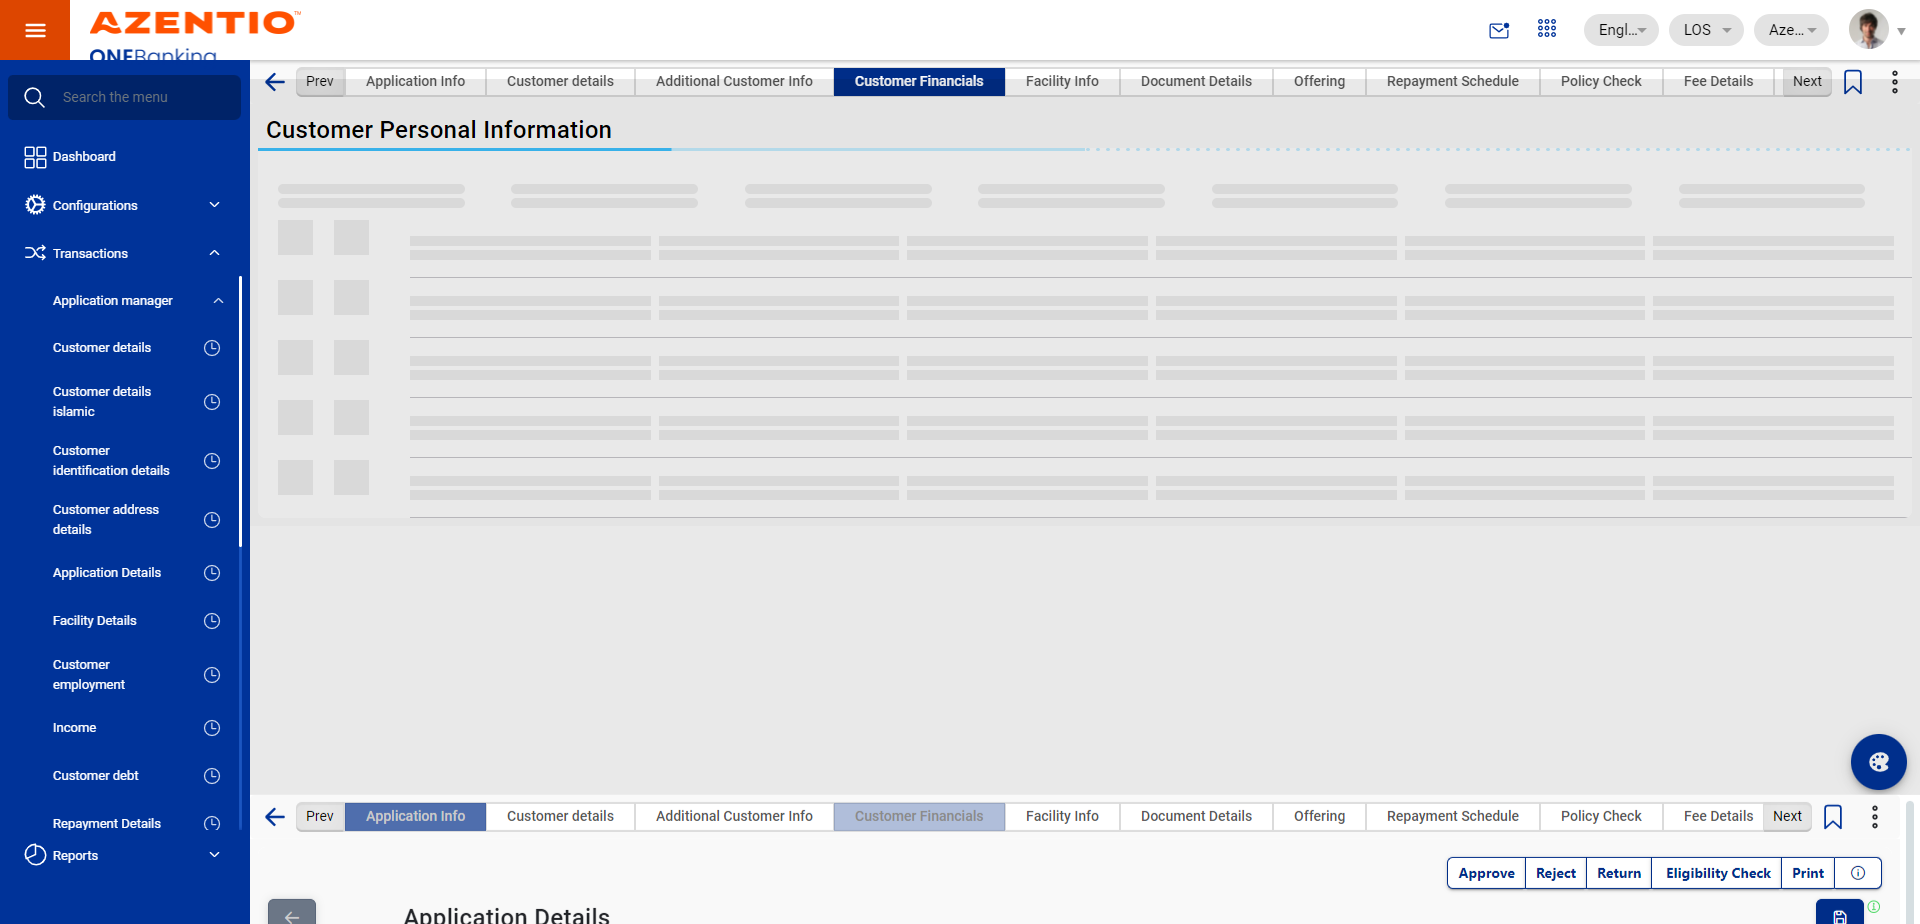 AZENTIO™
ONEBanking
Engl...
LOS
Aze...
Search the menu
Dashboard
Configurations
Transactions
Application manager
Customer details
Customer details
islamic
Customer
identification details
Customer address
details
Application Details
Facility Details
Customer
employment
Income
Customer debt
Repayment Details
Reports
Prev
Application Info
Customer details
Additional Customer Info
Customer Financials
Facility Info
Document Details
Offering
Repayment Schedule
Policy Check
Fee Details
Next
Customer Personal Information
Prev
Application Info
Customer details
Additional Customer Info
Customer Financials
Facility Info
Document Details
Offering
Repayment Schedule
Policy Check
Fee Details
Next
Approve
Reject
Return
Eligibility Check
Print
Application Details